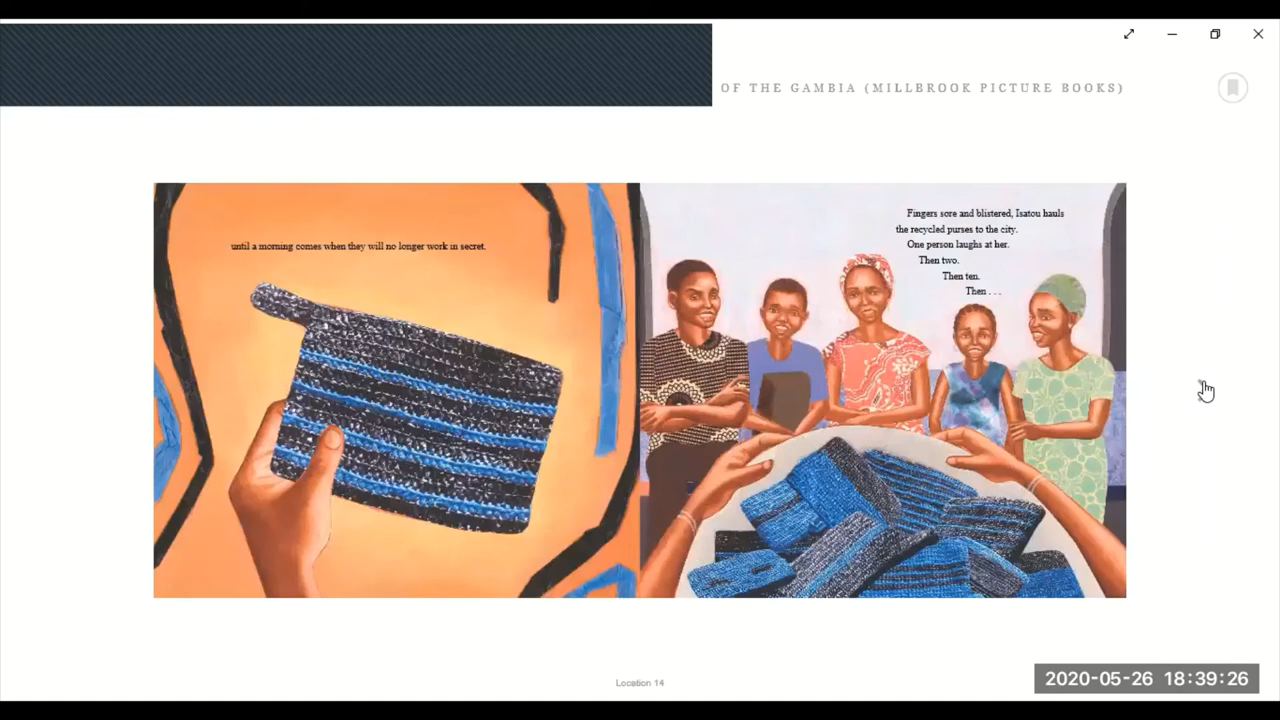 OF THE GAMBIA (MILLBROOK PICTURE BOOKS)
until a morning comes when they will no longer work in secret.
Fingers sore and blistered, Isatou hauls
the recycled purses to the city.
One person laughs at her.
Then two.
Then ten.
Then . . .
Location 14
2020-05-26 18:39:26